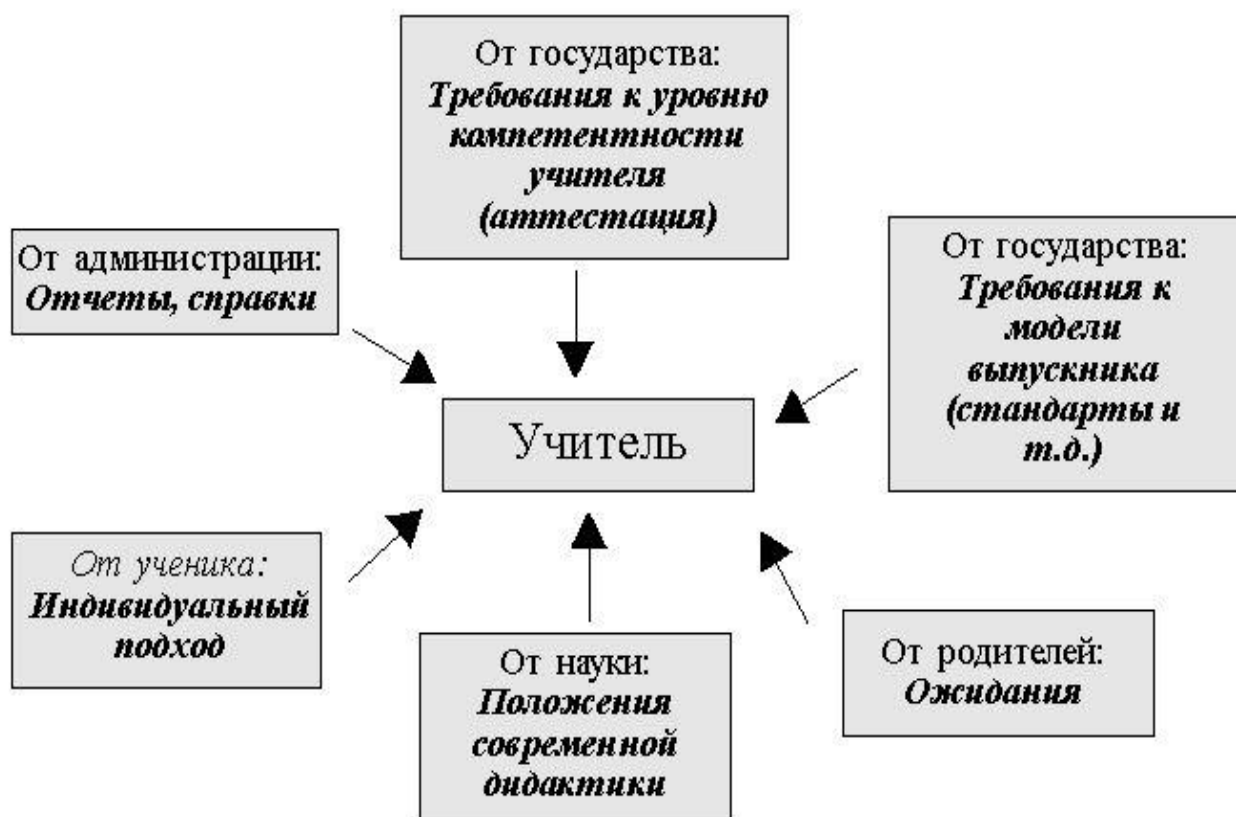 От государства:
Требования к уровню
компетентности
учителя
(аттестация)
От администрации:
Отчеты, справки
От государства:
Требования к
модели
выпускника
(стандарты и
т.д.)
Учитель
От ученика:
Индивидуальный
подход
От науки:
Положения
современной
дидактики
От родителей:
Ожидания